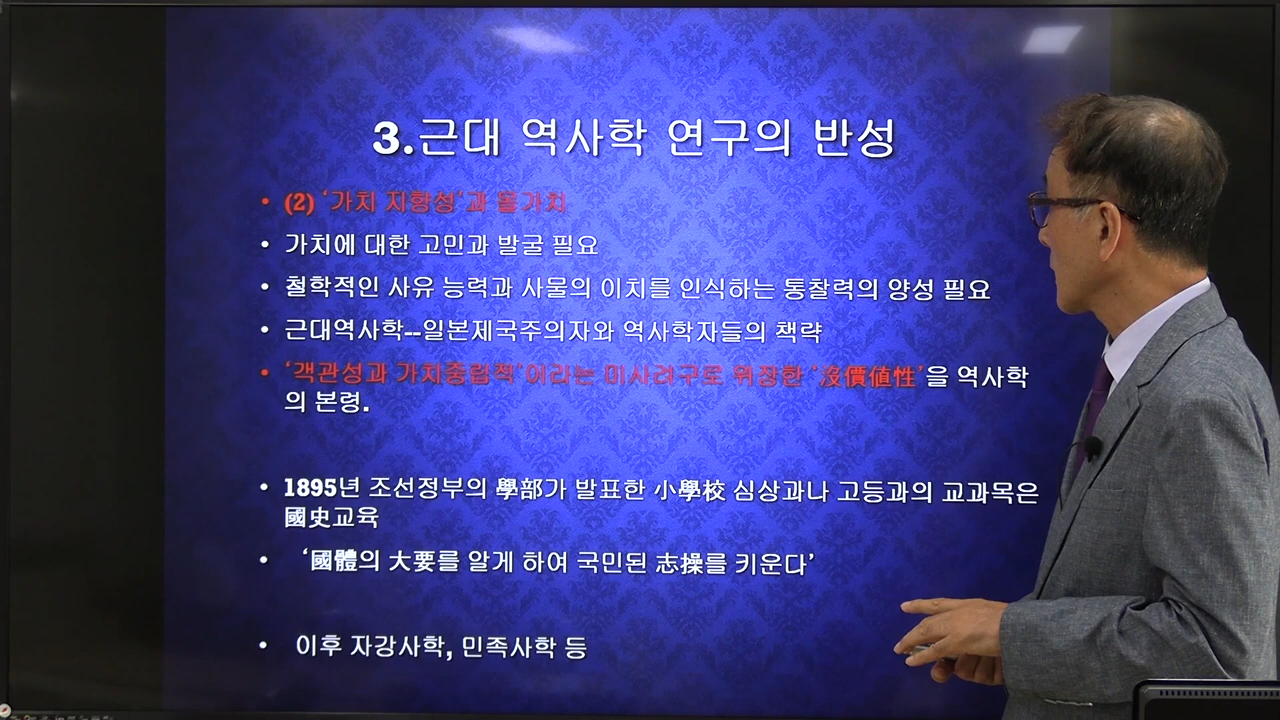 3.근대 역사학 연구의 반성
• (2) ‘가치 지향성’과 몰가치
• 가치에 대한 고민과 발굴 필요
• 철학적인 사유 능력과 사물의 이치를 인식하는 통찰력의 양성 필요
• 근대역사학--일본제국주의자와 역사학자들의 책략
• ‘객관성과 가치중립적’이라는 미사려구로 위장한 ‘沒價値性’을 역사학
의 본령.
• 1895년 조선정부의 學部가 발표한 小學校 심상과나 고등과의 교과목은
國史교육
• ‘國體의 大要를 알게 하여 국민된 志操를 키운다’
• 이후 자강사학, 민족사학 등